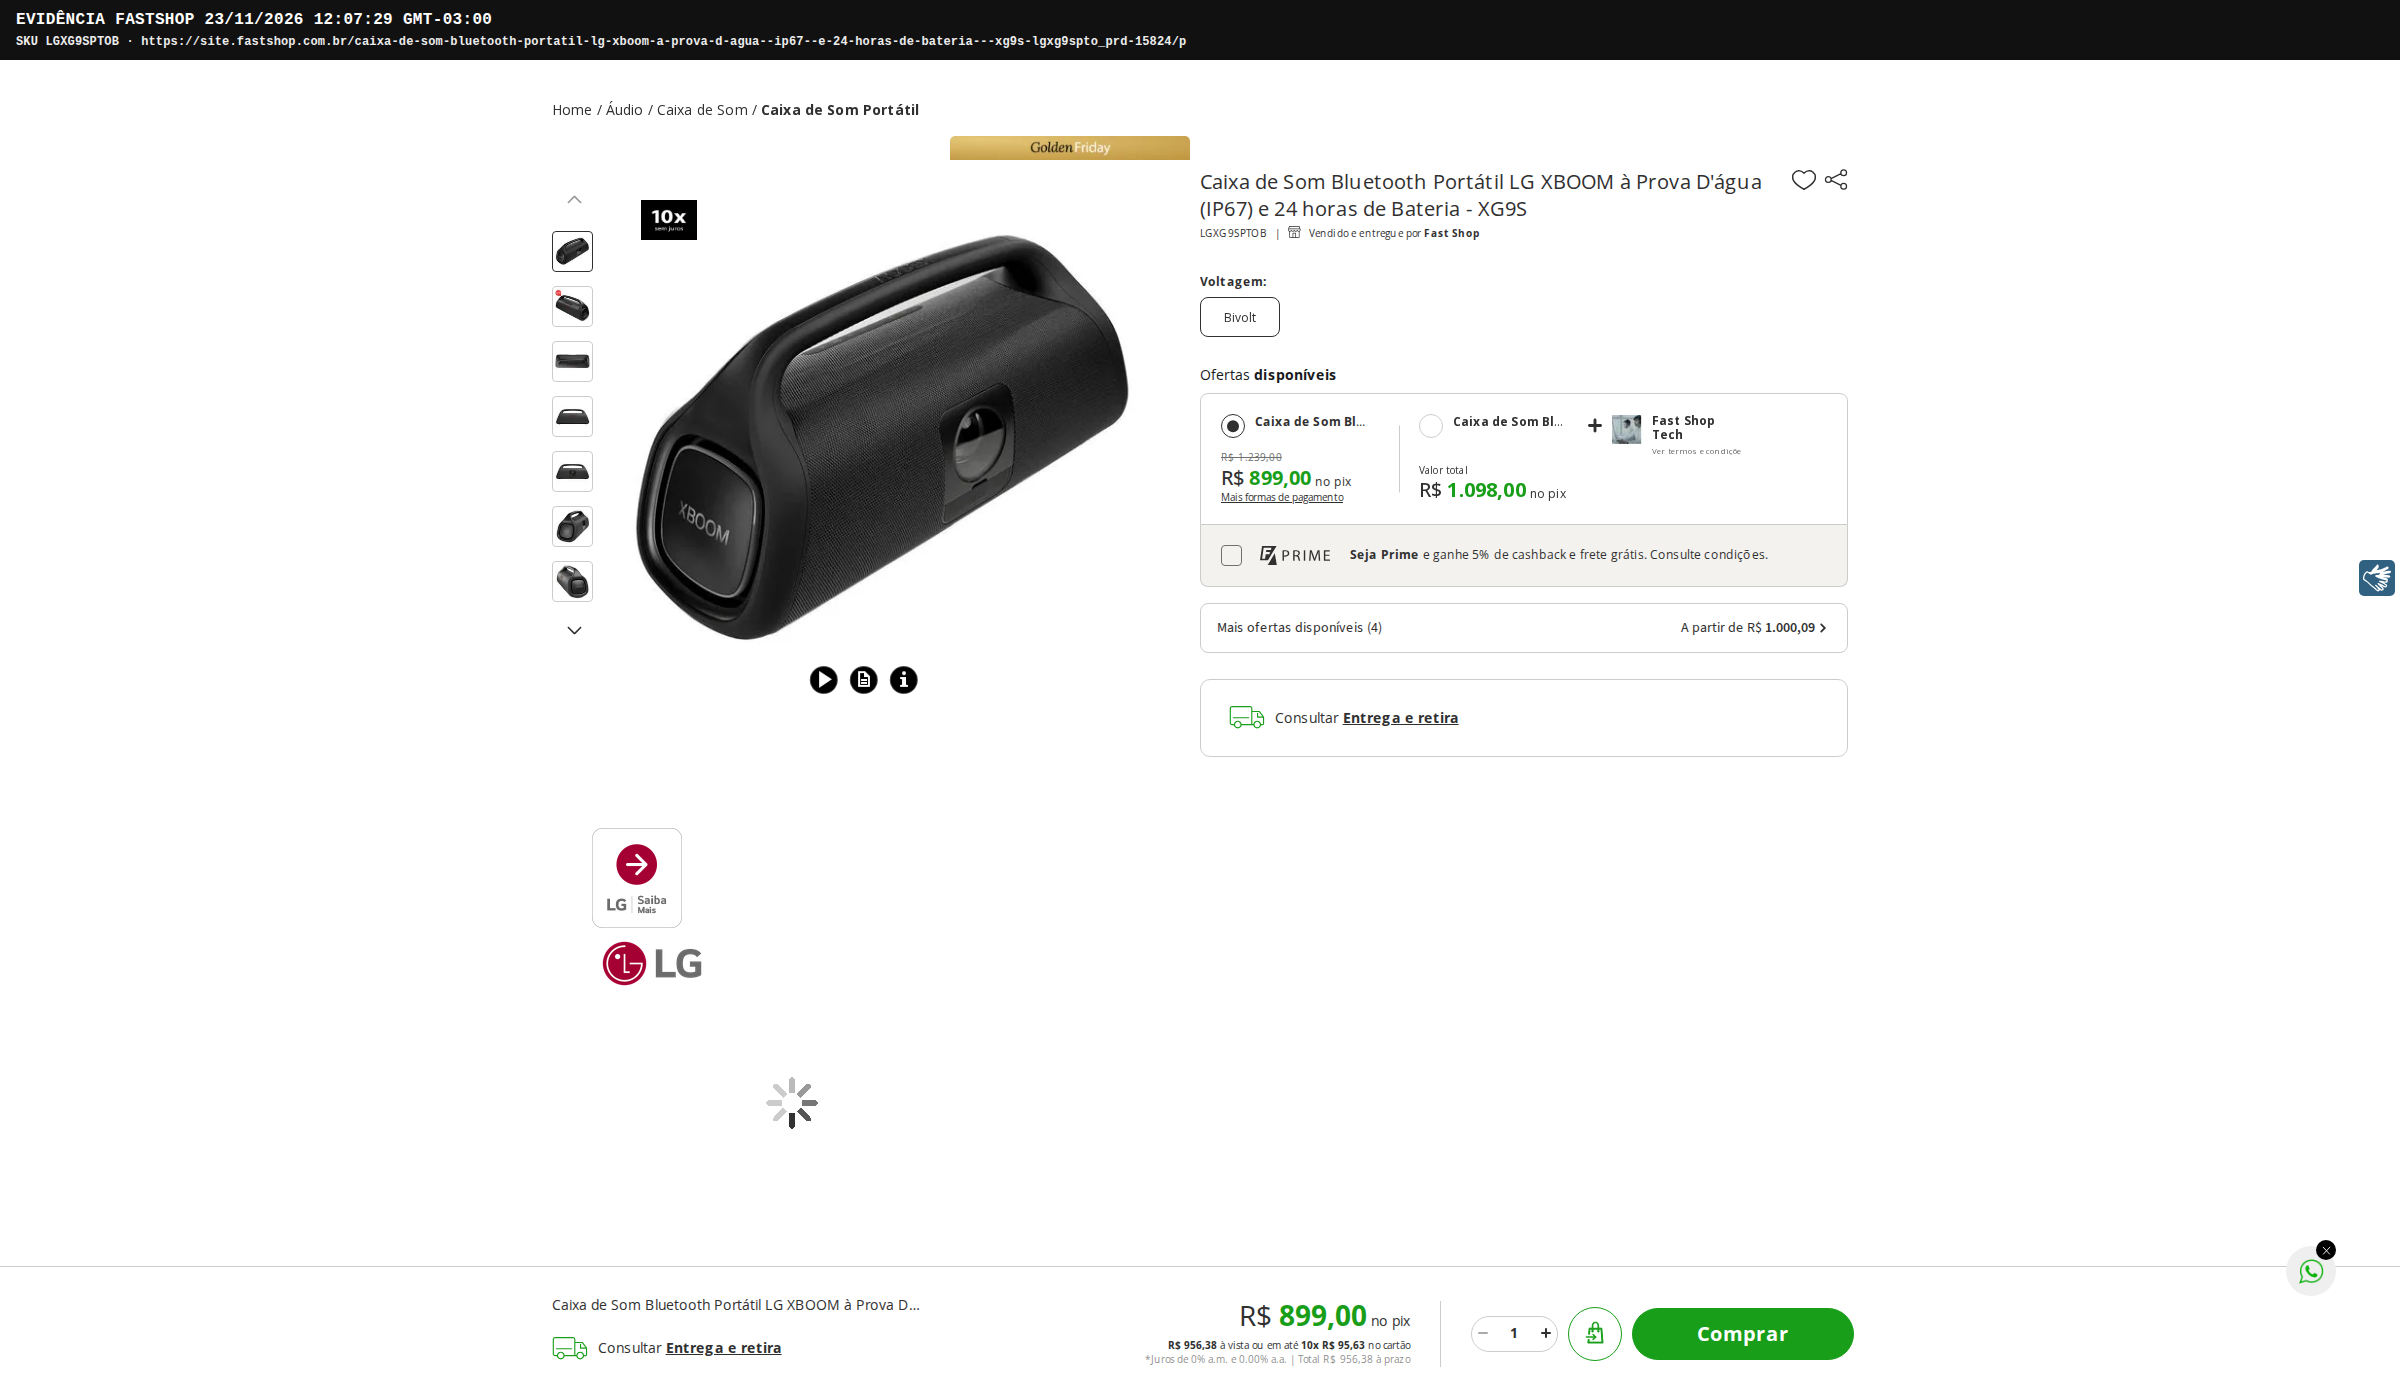 EVIDÊNCIA FASTSHOP 23/11/2026 12:07:29 GMT-03:00
SKU LGXG9SPTOB · https://site.fastshop.com.br/caixa-de-som-bluetooth-portatil-lg-xboom-a-prova-d-agua--ip67--e-24-horas-de-bateria---xg9s-lgxg9spto_prd-15824/p
Home / Áudio / Caixa de Som / Caixa de Som Portátil
Golden Friday
10x
sem juros
XBOOM
Caixa de Som Bluetooth Portátil LG XBOOM à Prova D'água
(IP67) e 24 horas de Bateria - XG9S
LGXG9SPTOB | Vendido e entregue por Fast Shop
Voltagem:
Bivolt
Ofertas disponíveis
Caixa de Som Bl...
R$ 1.239,00
R$ 899,00 no pix
Mais formas de pagamento
Caixa de Som Bl...
+
Fast Shop
Tech
Ver termos e condiçõe
Valor total
R$ 1.098,00 no pix
PRIME
Seja Prime e ganhe 5% de cashback e frete grátis. Consulte condições.
Mais ofertas disponíveis (4)
A partir de R$ 1.000,09
Consultar Entrega e retira
LG | Saiba
Mais
LG
Caixa de Som Bluetooth Portátil LG XBOOM à Prova D...
Consultar Entrega e retira
R$ 899,00 no pix
R$ 956,38 à vista ou em até 10x R$ 95,63 no cartão
*Juros de 0% a.m. e 0.00% a.a. | Total R$ 956,38 à prazo
1
Comprar